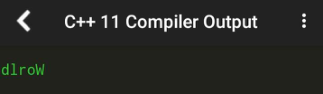 C++ 11 Compiler Output
dlroW